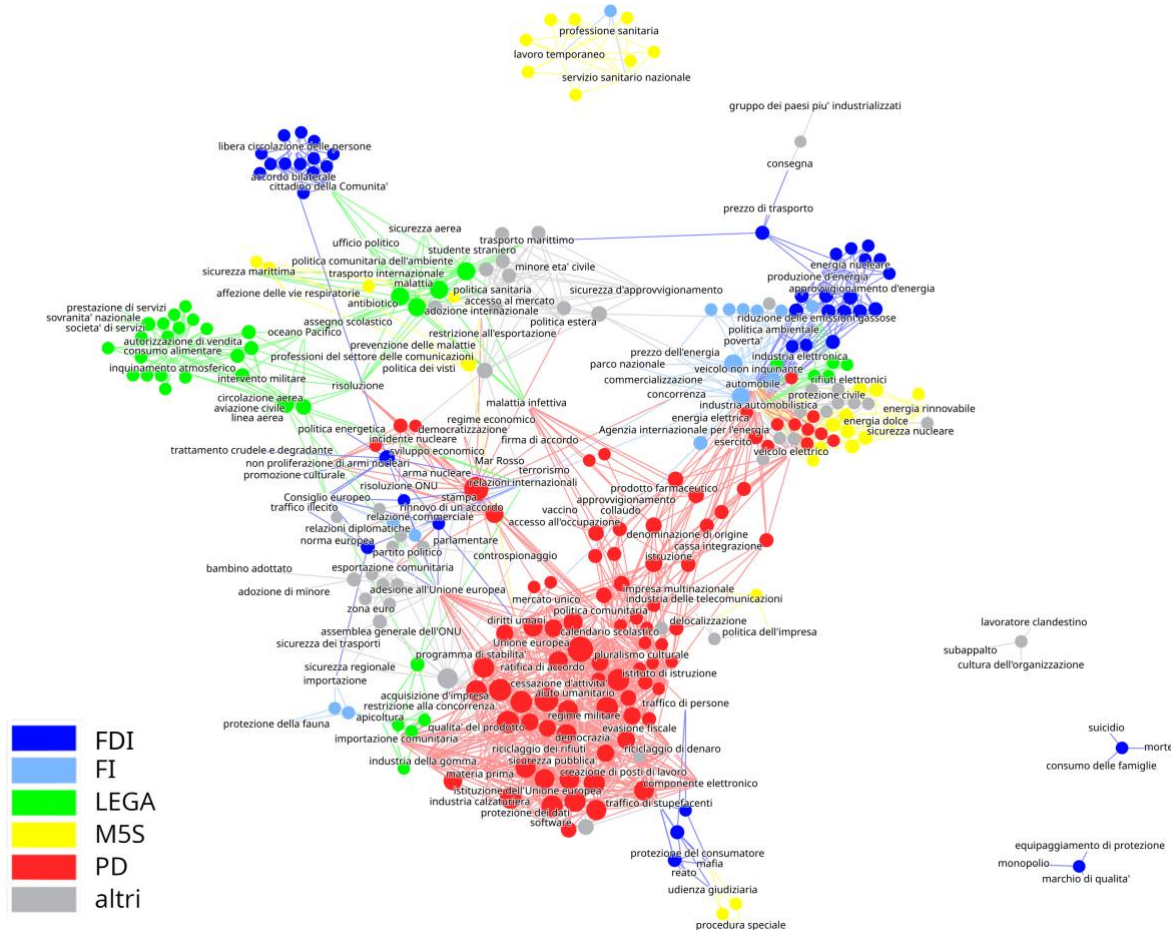 professione sanitaria
lavoro temporaneo
servizio sanitario nazionale
gruppo dei paesi piu' industrializzati
libera circolazione delle persone
consegna
accordo bilaterale
cittadino della Comunita'
prezzo di trasporto
sicurezza aerea
ufficio politico
studente straniero
trasporto marittimo
politica comunitaria dell'ambiente
sicurezza marittima
trasporto internazionale
minore eta' civile
energia nucleare
malattia
produzione d'energia
affezione delle vie respiratorie
politica sanitaria
sicurezza d'approvvigionamento
approvvigionamento d'energia
antibiotico
accesso al mercato
prestazione di servizi
adozione internazionale
sovranita' nazionale
assegno scolastico
politica estera
riduzione delle emissioni gassose
societa' di servizi
oceano Pacifico
restrizione all'esportazione
politica ambientale
autorizzazione di vendita
prevenzione delle malattie
poverta'
consumo alimentare
professioni del settore delle comunicazioni
prezzo dell'energia
industria elettronica
inquinamento atmosferico
politica dei visti
parco nazionale
veicolo non inquinante
intervento militare
risoluzione
commercializzazione
automobile
rifiuti elettronici
circolazione aerea
malattia infettiva
concorrenza
protezione civile
aviazione civile
industria automobilistica
energia rinnovabile
linea aerea
regime economico
energia elettrica
energia dolce
politica energetica
democratizzazione
Agenzia internazionale per l'energia
sicurezza nucleare
incidente nucleare
firma di accordo
esercito
trattamento crudele e degradante
sviluppo economico
veicolo elettrico
non proliferazione di armi nucleari
Mar Rosso
promozione culturale
arma nucleare
terrorismo
risoluzione ONU
relazioni internazionali
prodotto farmaceutico
Consiglio europeo
stampa
approvvigionamento
traffico illecito
rinnovo di un accordo
vaccino
collaudo
relazione commerciale
accesso all'occupazione
relazioni diplomatiche
denominazione di origine
norma europea
parlamentare
cassa integrazione
partito politico
controspionaggio
istruzione
bambino adottato
esportazione comunitaria
adozione di minore
adesione all'Unione europea
impresa multinazionale
mercato unico
industria delle telecomunicazioni
zona euro
politica comunitaria
diritti umani
delocalizzazione
assemblea generale dell'ONU
calendario scolastico
politica dell'impresa
lavoratore clandestino
sicurezza dei trasporti
Unione europea
programma di stabilita'
pluralismo culturale
subappalto
sicurezza regionale
ratifica di accordo
istituto di istruzione
cultura dell'organizzazione
importazione
cessazione d'attivita'
acquisizione d'impresa
aiuto umanitario
restrizione alla concorrenza
traffico di persone
apicoltura
regime militare
protezione della fauna
qualita' del prodotto
evasione fiscale
suicidio
importazione comunitaria
democrazia
riciclaggio dei rifiuti
riciclaggio di denaro
morte
industria della gomma
sicurezza pubblica
consumo delle famiglie
materia prima
creazione di posti di lavoro
componente elettronico
istituzione dell'Unione europea
industria calzaturiera
traffico di stupefacenti
protezione dei dati
software
equipaggiamento di protezione
protezione del consumatore
monopolio
mafia
reato
marchio di qualita'
udienza giudiziaria
procedura speciale
FDI
FI
LEGA
M5S
PD
altri